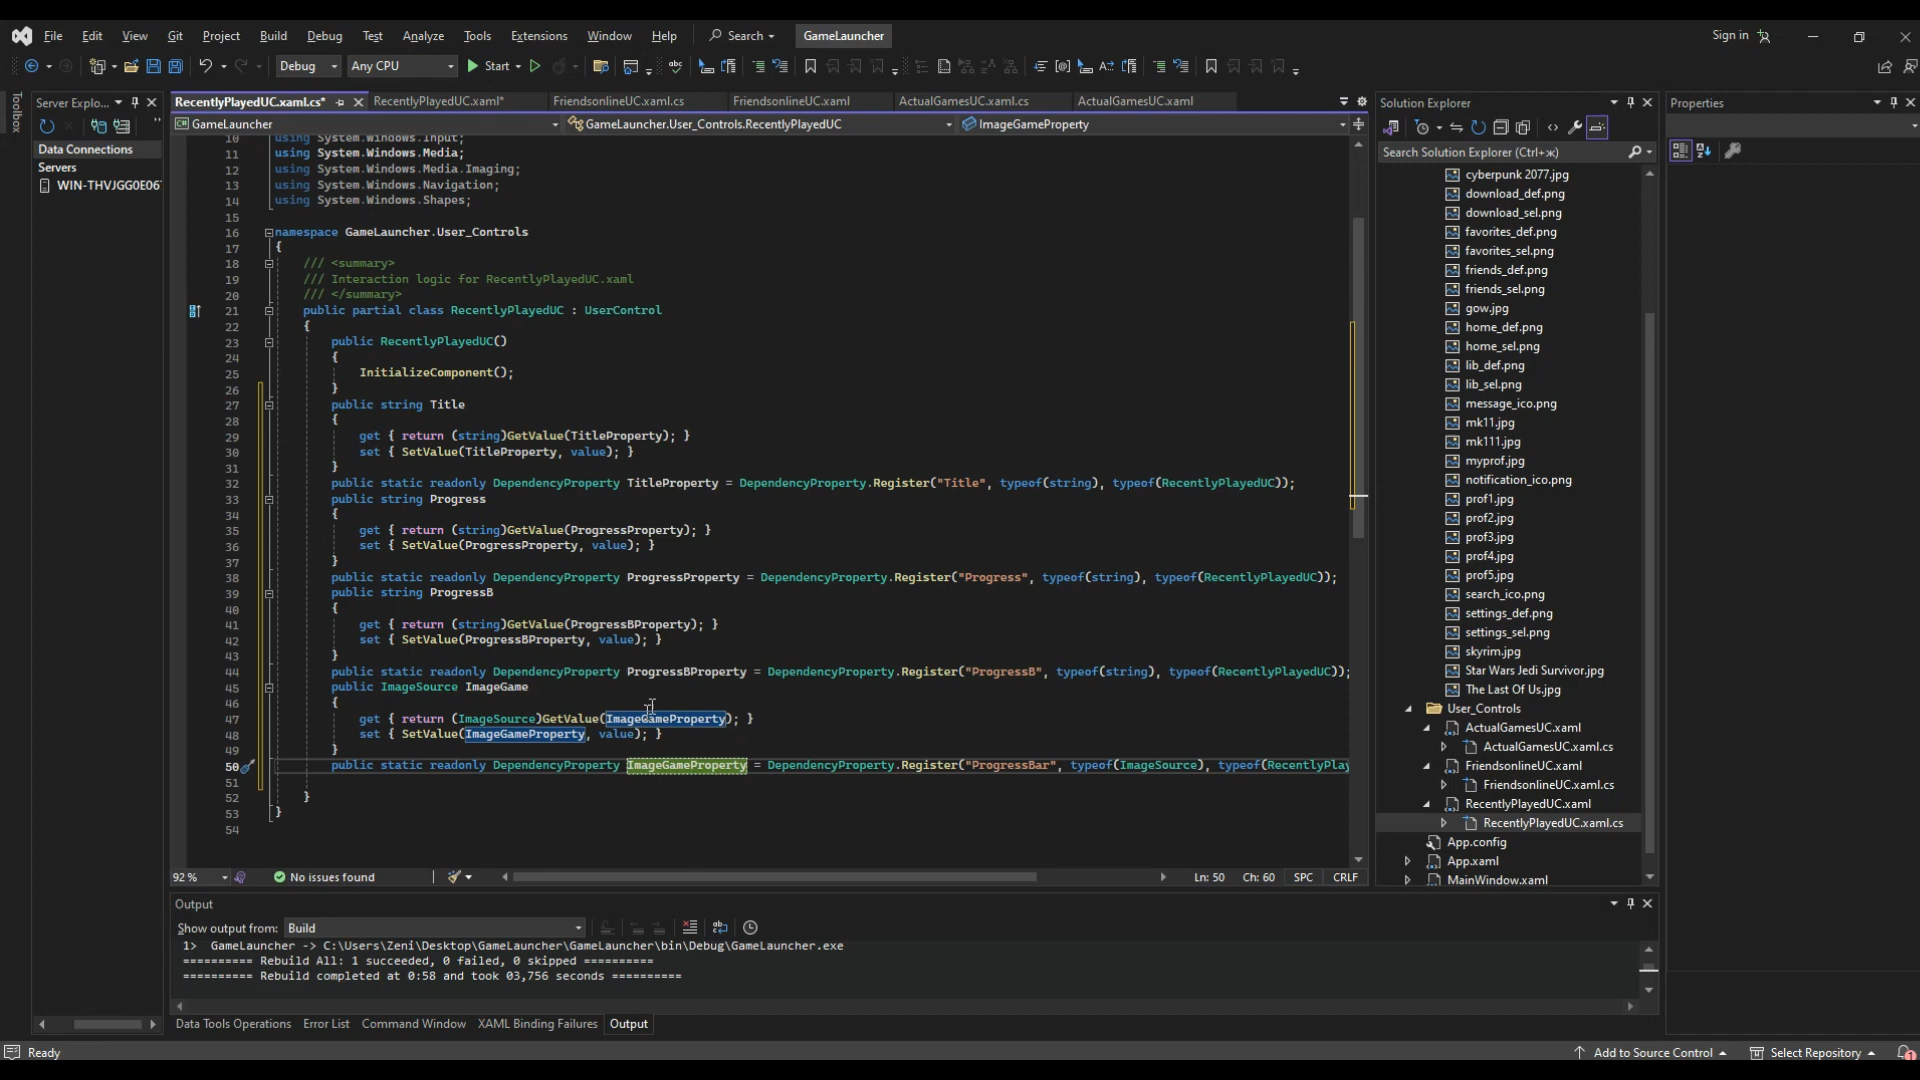 File Edit View Git Project Build Debug Test Analyze Tools Extensions Window Help Search GameLauncher Sign in
Debug Any CPU Start
Toolbox
Server Explo...
Data Connections
Servers
WIN-THVJGG0E06
RecentlyPlayedUC.xaml.cs* RecentlyPlayedUC.xaml* FriendsonlineUC.xaml.cs FriendsonlineUC.xaml ActualGamesUC.xaml.cs ActualGamesUC.xaml
GameLauncher GameLauncher.User_Controls.RecentlyPlayedUC ImageGameProperty
10 using System.Windows.Input;
11 using System.Windows.Media;
12 using System.Windows.Media.Imaging;
13 using System.Windows.Navigation;
14 using System.Windows.Shapes;
15
16 namespace GameLauncher.User_Controls
17 {
18 /// <summary>
19 /// Interaction logic for RecentlyPlayedUC.xaml
20 /// </summary>
21 public partial class RecentlyPlayedUC : UserControl
22 {
23 public RecentlyPlayedUC()
24 {
25 InitializeComponent();
26 }
27 public string Title
28 {
29 get { return (string)GetValue(TitleProperty); }
30 set { SetValue(TitleProperty, value); }
31 }
32 public static readonly DependencyProperty TitleProperty = DependencyProperty.Register("Title", typeof(string), typeof(RecentlyPlayedUC));
33 public string Progress
34 {
35 get { return (string)GetValue(ProgressProperty); }
36 set { SetValue(ProgressProperty, value); }
37 }
38 public static readonly DependencyProperty ProgressProperty = DependencyProperty.Register("Progress", typeof(string), typeof(RecentlyPlayedUC));
39 public string ProgressB
40 {
41 get { return (string)GetValue(ProgressBProperty); }
42 set { SetValue(ProgressBProperty, value); }
43 }
44 public static readonly DependencyProperty ProgressBProperty = DependencyProperty.Register("ProgressB", typeof(string), typeof(RecentlyPlayedUC));
45 public ImageSource ImageGame
46 {
47 get { return (ImageSource)GetValue(ImageGameProperty); }
48 set { SetValue(ImageGameProperty, value); }
49 }
50 public static readonly DependencyProperty ImageGameProperty = DependencyProperty.Register("ProgressBar", typeof(ImageSource), typeof(RecentlyPlay
51
52 }
53 }
54
92 % No issues found Ln: 50 Ch: 60 SPC CRLF
Output
Show output from: Build
1> GameLauncher -> C:\Users\Zeni\Desktop\GameLauncher\GameLauncher\bin\Debug\GameLauncher.exe
========== Rebuild All: 1 succeeded, 0 failed, 0 skipped ==========
========== Rebuild completed at 0:58 and took 03,756 seconds ==========
Data Tools Operations Error List Command Window XAML Binding Failures Output
Solution Explorer
Search Solution Explorer (Ctrl+ж)
cyberpunk 2077.jpg
download_def.png
download_sel.png
favorites_def.png
favorites_sel.png
friends_def.png
friends_sel.png
gow.jpg
home_def.png
home_sel.png
lib_def.png
lib_sel.png
message_ico.png
mk11.jpg
mk111.jpg
myprof.jpg
notification_ico.png
prof1.jpg
prof2.jpg
prof3.jpg
prof4.jpg
prof5.jpg
search_ico.png
settings_def.png
settings_sel.png
skyrim.jpg
Star Wars Jedi Survivor.jpg
The Last Of Us.jpg
User_Controls
ActualGamesUC.xaml
ActualGamesUC.xaml.cs
FriendsonlineUC.xaml
FriendsonlineUC.xaml.cs
RecentlyPlayedUC.xaml
RecentlyPlayedUC.xaml.cs
App.config
App.xaml
MainWindow.xaml
Properties
Ready Add to Source Control Select Repository 1